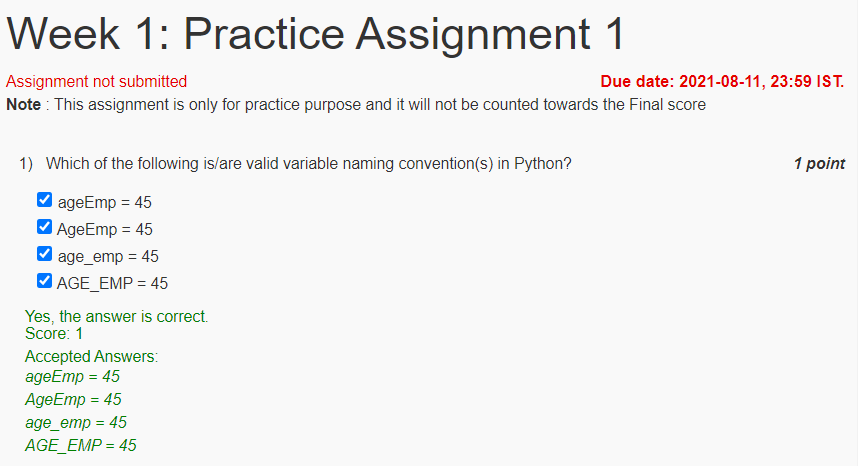 Week 1: Practice Assignment 1
Assignment not submitted Due date: 2021-08-11, 23:59 IST.
Note : This assignment is only for practice purpose and it will not be counted towards the Final score
1) Which of the following is/are valid variable naming convention(s) in Python? 1 point
ageEmp = 45
AgeEmp = 45
age_emp = 45
AGE_EMP = 45
Yes, the answer is correct.
Score: 1
Accepted Answers:
ageEmp = 45
AgeEmp = 45
age_emp = 45
AGE_EMP = 45